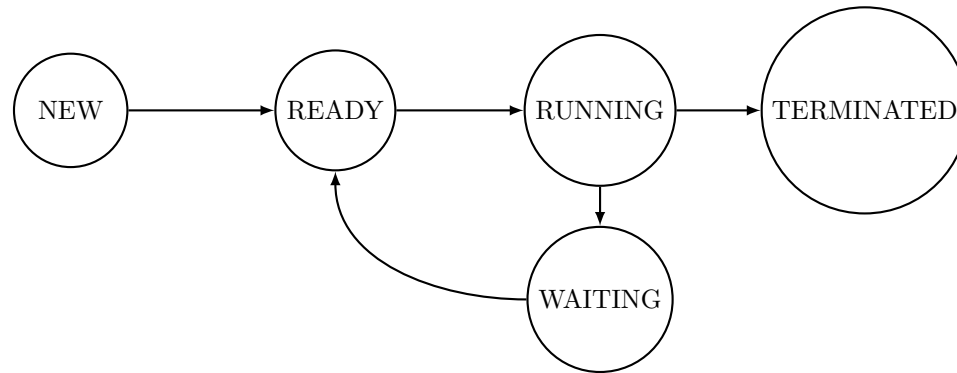 NEW
READY
RUNNING
TERMINATED
WAITING